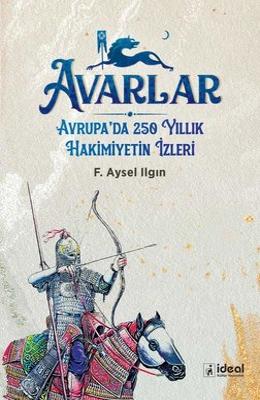 AVARLAR
AVRUPA'DA 250 YILLIK
HAKİMİYETİN İZLERİ
F. Aysel Ilgın
ideal